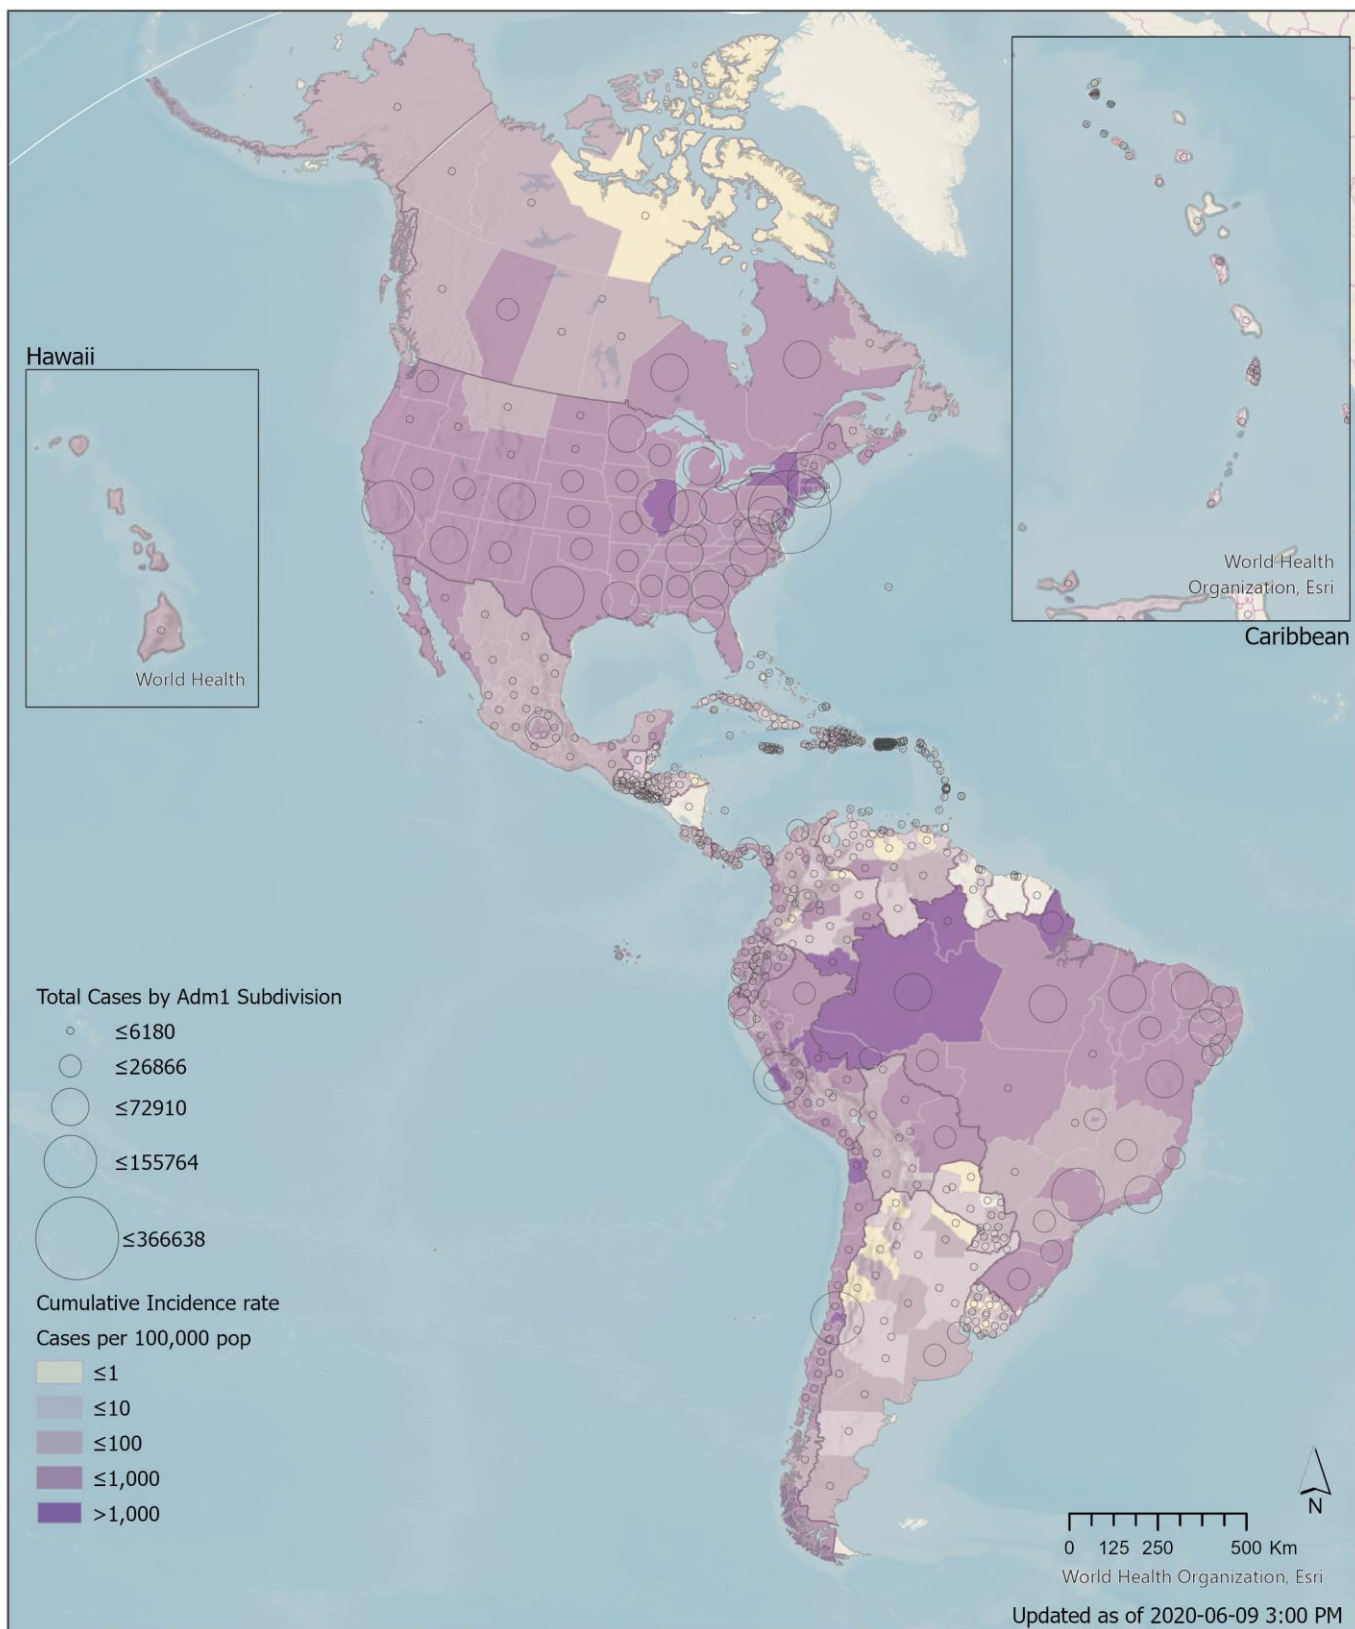 Hawaii
World Health
World Health
Organization, Esri
Caribbean
Total Cases by Adm1 Subdivision
≤6180
≤26866
≤72910
≤155764
≤366638
Cumulative Incidence rate
Cases per 100,000 pop
≤1
≤10
≤100
≤1,000
>1,000
N
0 125 250 500 Km
World Health Organization, Esri
Updated as of 2020-06-09 3:00 PM